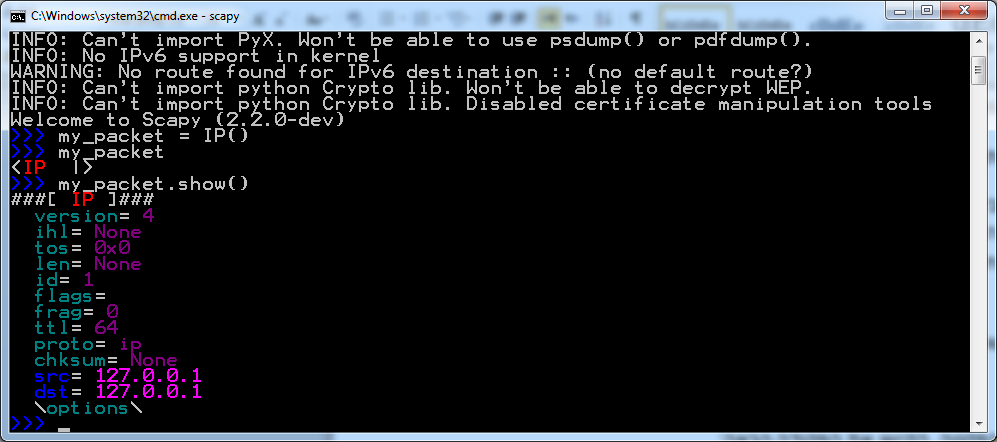 C:\Windows\system32\cmd.exe - scapy
INFO: Can't import PyX. Won't be able to use psdump() or pdfdump().
INFO: No IPv6 support in kernel
WARNING: No route found for IPv6 destination :: (no default route?)
INFO: Can't import python Crypto lib. Won't be able to decrypt WEP.
INFO: Can't import python Crypto lib. Disabled certificate manipulation tools
Welcome to Scapy (2.2.0-dev)
>>> my_packet = IP()
>>> my_packet
<IP  |>
>>> my_packet.show()
###[ IP ]###
  version= 4
  ihl= None
  tos= 0x0
  len= None
  id= 1
  flags=
  frag= 0
  ttl= 64
  proto= ip
  chksum= None
  src= 127.0.0.1
  dst= 127.0.0.1
  \options\
>>> _